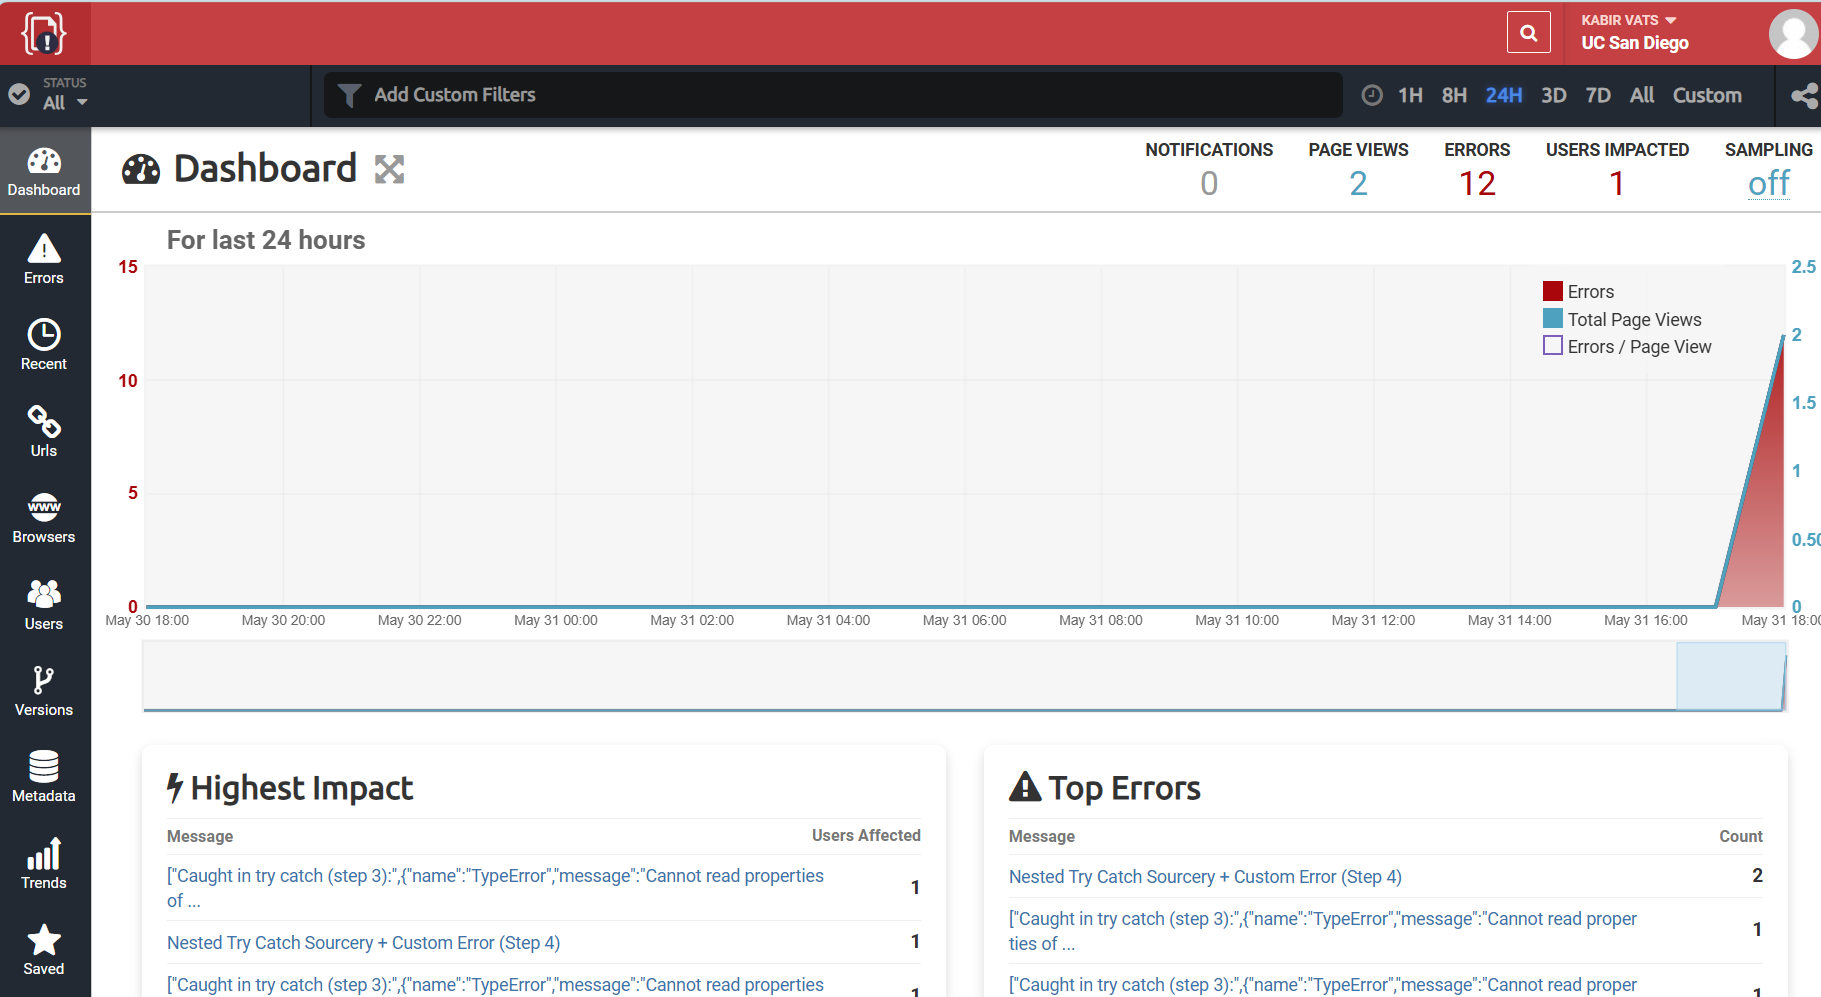 KABIR VATS
UC San Diego
STATUS
All
Add Custom Filters
1H 8H 24H 3D 7D All Custom
Dashboard
Errors
Recent
Urls
www
Browsers
Users
Versions
Metadata
Trends
Saved
Dashboard
NOTIFICATIONS PAGE VIEWS ERRORS USERS IMPACTED SAMPLING
0 2 12 1 off
For last 24 hours
15
10
5
0
2.5
2
1.5
1
0.50
0
Errors
Total Page Views
Errors / Page View
May 30 18:00 May 30 20:00 May 30 22:00 May 31 00:00 May 31 02:00 May 31 04:00 May 31 06:00 May 31 08:00 May 31 10:00 May 31 12:00 May 31 14:00 May 31 16:00 May 31 18:00
Highest Impact
Message Users Affected
["Caught in try catch (step 3):",{"name":"TypeError","message":"Cannot read properties
of ... 1
Nested Try Catch Sourcery + Custom Error (Step 4) 1
["Caught in try catch (step 3):",{"name":"TypeError","message":"Cannot read properties
1
Top Errors
Message Count
Nested Try Catch Sourcery + Custom Error (Step 4) 2
["Caught in try catch (step 3):",{"name":"TypeError","message":"Cannot read proper
ties of ... 1
["Caught in try catch (step 3):",{"name":"TypeError","message":"Cannot read proper
1